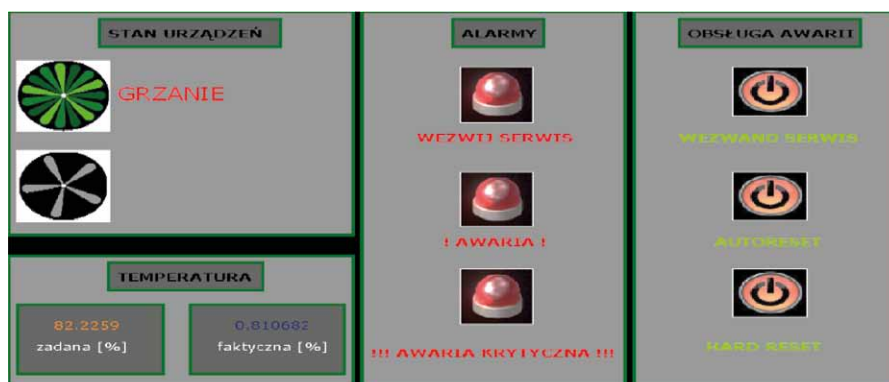 STAN URZĄDZEŃ
GRZANIE
TEMPERATURA
82.2259
zadana [%]
0.810682
faktyczna [%]
ALARMY
WEZWIJ SERWIS
! AWARIA !
!!! AWARIA KRYTYCZNA !!!
OBSŁUGA AWARII
WEZWANO SERWIS
AUTORESET
HARD RESET